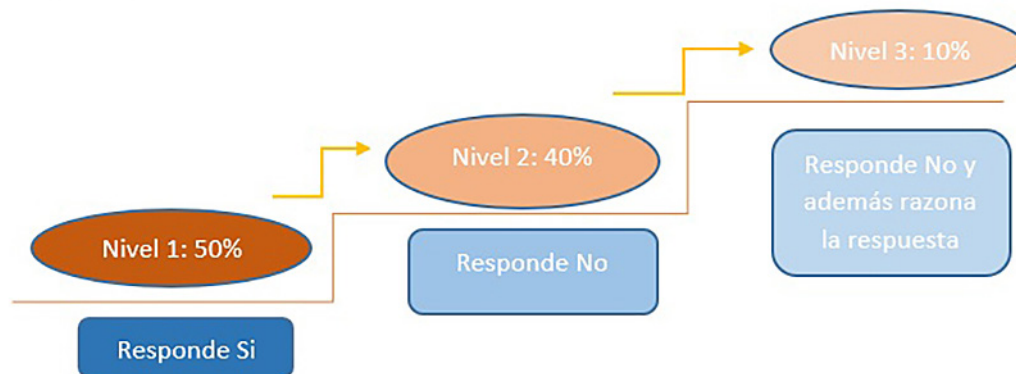 Nivel 1: 50%
Responde Si
Nivel 2: 40%
Responde No
Nivel 3: 10%
Responde No y
además razona
la respuesta